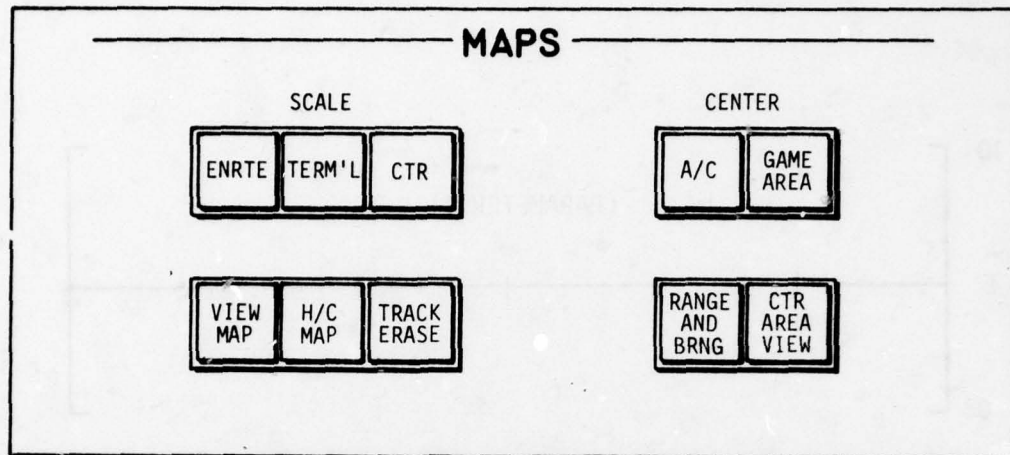 MAPS
SCALE
ENRTE TERM'L CTR
CENTER
A/C GAME AREA
VIEW MAP H/C MAP TRACK ERASE
RANGE AND BRNG CTR AREA VIEW